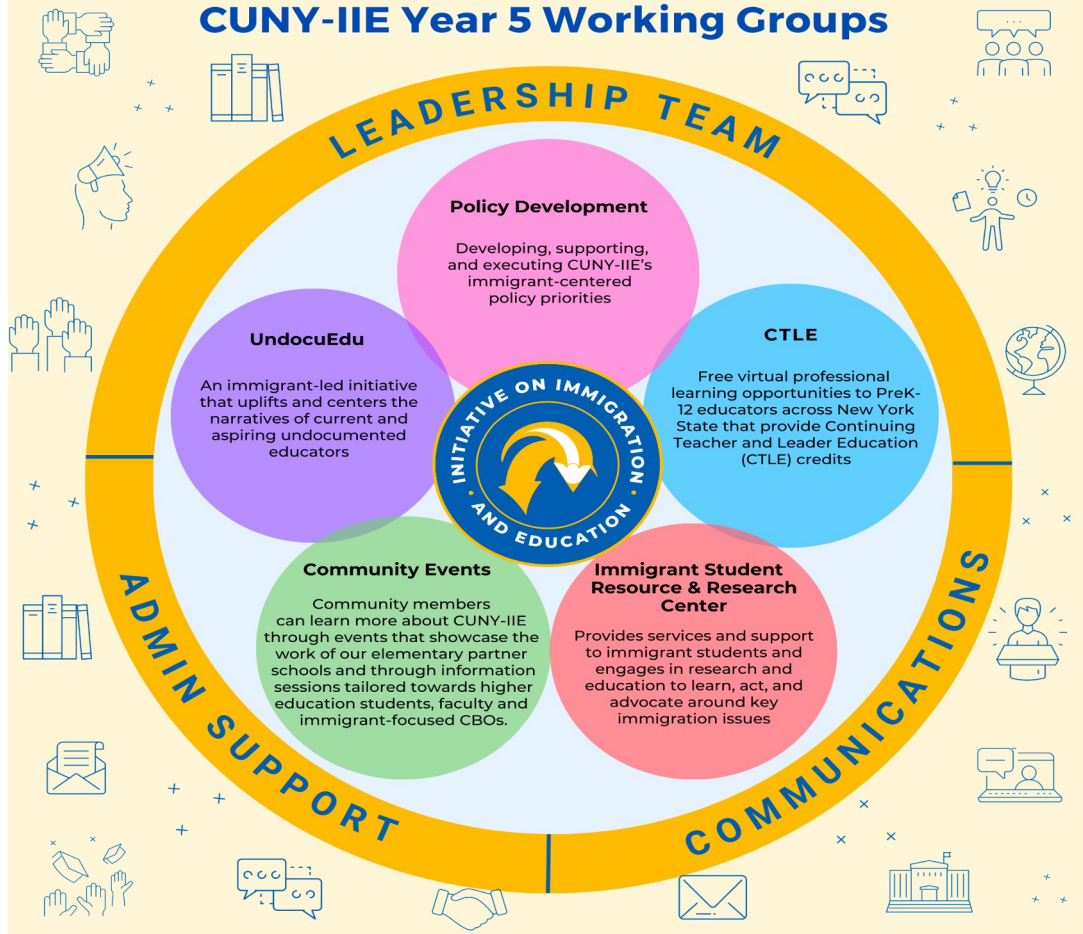 CUNY-IIE Year 5 Working Groups
LEADERSHIP TEAM
Policy Development
Developing, supporting,
and executing CUNY-IIE’s
immigrant-centered
policy priorities
UndocuEdu
An immigrant-led initiative
that uplifts and centers the
narratives of current and
aspiring undocumented
educators
CTLE
Free virtual professional
learning opportunities to PreK-
12 educators across New York
State that provide Continuing
Teacher and Leader Education
(CTLE) credits
INITIATIVE ON IMMIGRATION
• AND EDUCATION •
Community Events
Community members
can learn more about CUNY-IIE
through events that showcase the
work of our elementary partner
schools and through information
sessions tailored towards higher
education students, faculty and
immigrant-focused CBOs.
Immigrant Student
Resource & Research
Center
Provides services and support
to immigrant students and
engages in research and
education to learn, act, and
advocate around key
immigration issues
ADMIN SUPPORT
COMMUNICATIONS